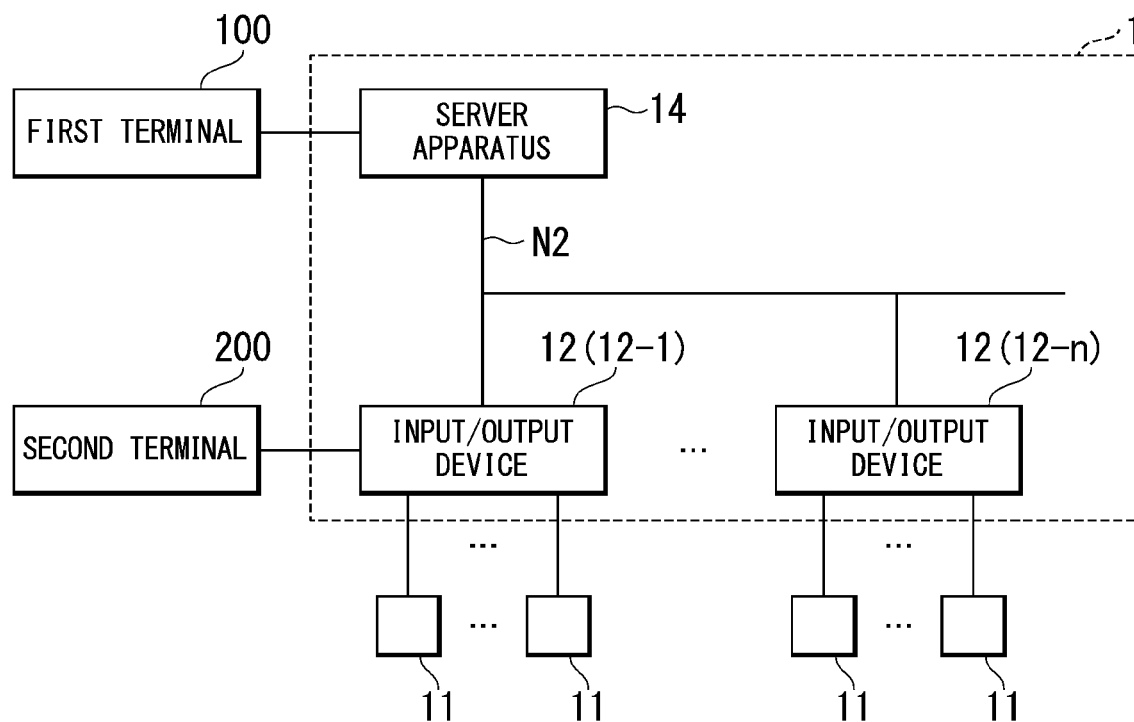 100
1
FIRST TERMINAL
SERVER
APPARATUS
14
N2
200
12(12-1)
12(12-n)
SECOND TERMINAL
INPUT/OUTPUT
DEVICE
...
INPUT/OUTPUT
DEVICE
...
...
...
...
11
11
11
11